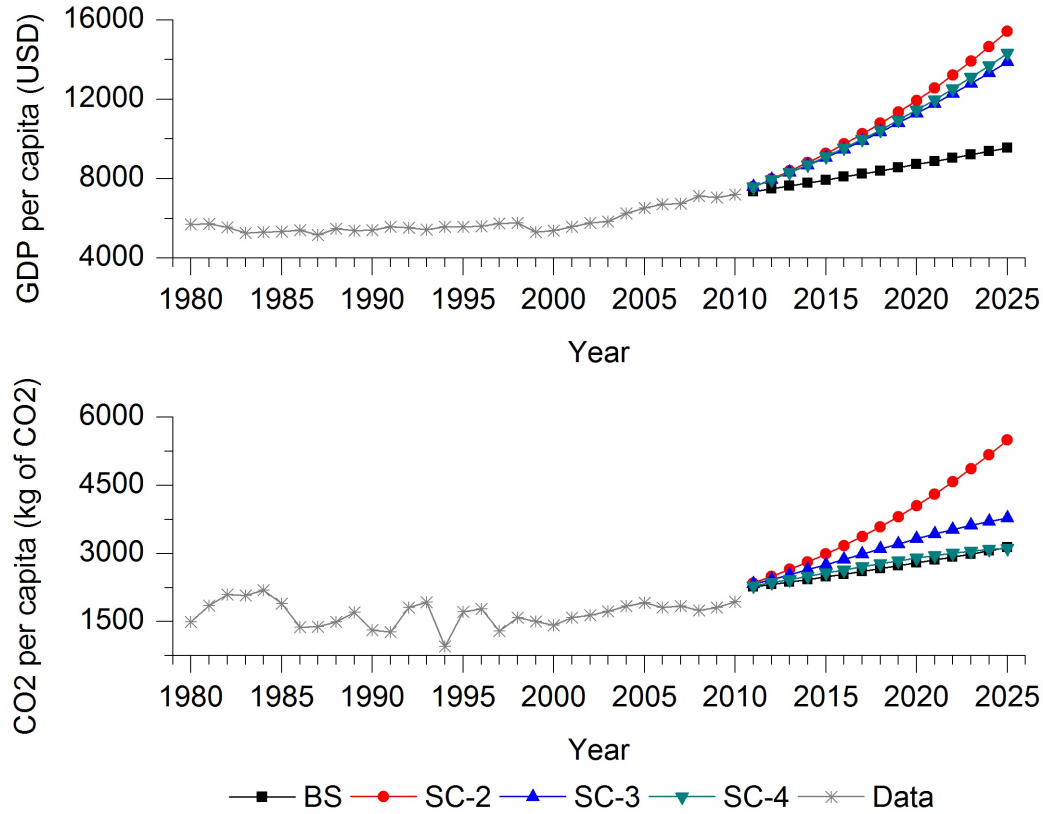 GDP per capita (USD)
16000
12000
8000
4000
1980 1985 1990 1995 2000 2005 2010 2015 2020 2025
Year
CO2 per capita (kg of CO2)
6000
4500
3000
1500
1980 1985 1990 1995 2000 2005 2010 2015 2020 2025
Year
BS SC-2 SC-3 SC-4 Data